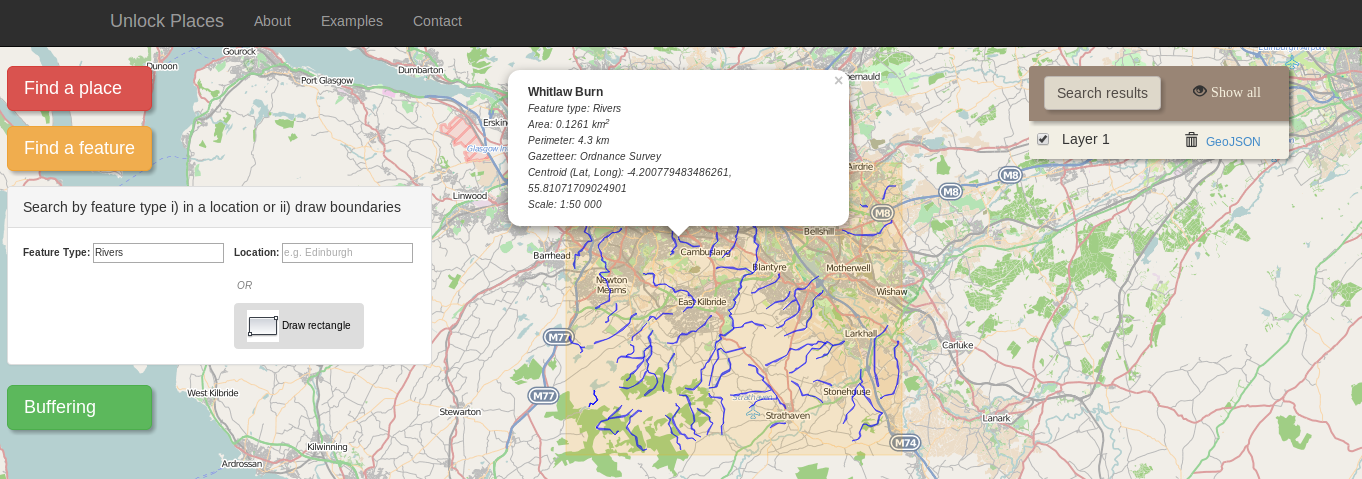 Unlock Places About Examples Contact
Find a place
Find a feature
Search by feature type i) in a location or ii) draw boundaries
Feature Type: Rivers Location: e.g. Edinburgh
OR
Draw rectangle
Buffering
Whitlaw Burn ×
Feature type: Rivers
Area: 0.1261 km²
Perimeter: 4.3 km
Gazetteer: Ordnance Survey
Centroid (Lat, Long): -4.200779483486261,
55.81071709024901
Scale: 1:50 000
Search results Show all
Layer 1 GeoJSON
Gourock
Dunoon
Port Glasgow
Dumbarton
Linwood
Airdrie
M8
M8
M8
Barrhead
Cambuslang
Bellshill
Blantyre
Motherwell
Newton
Mearns
Wishaw
East Kilbride
M77
Larkhall
Carluke
West Kilbride
M77
Stonehouse
Strathaven
Stewarton
Strathaven
Lanark
Kilwinning
M74
Ardrossan